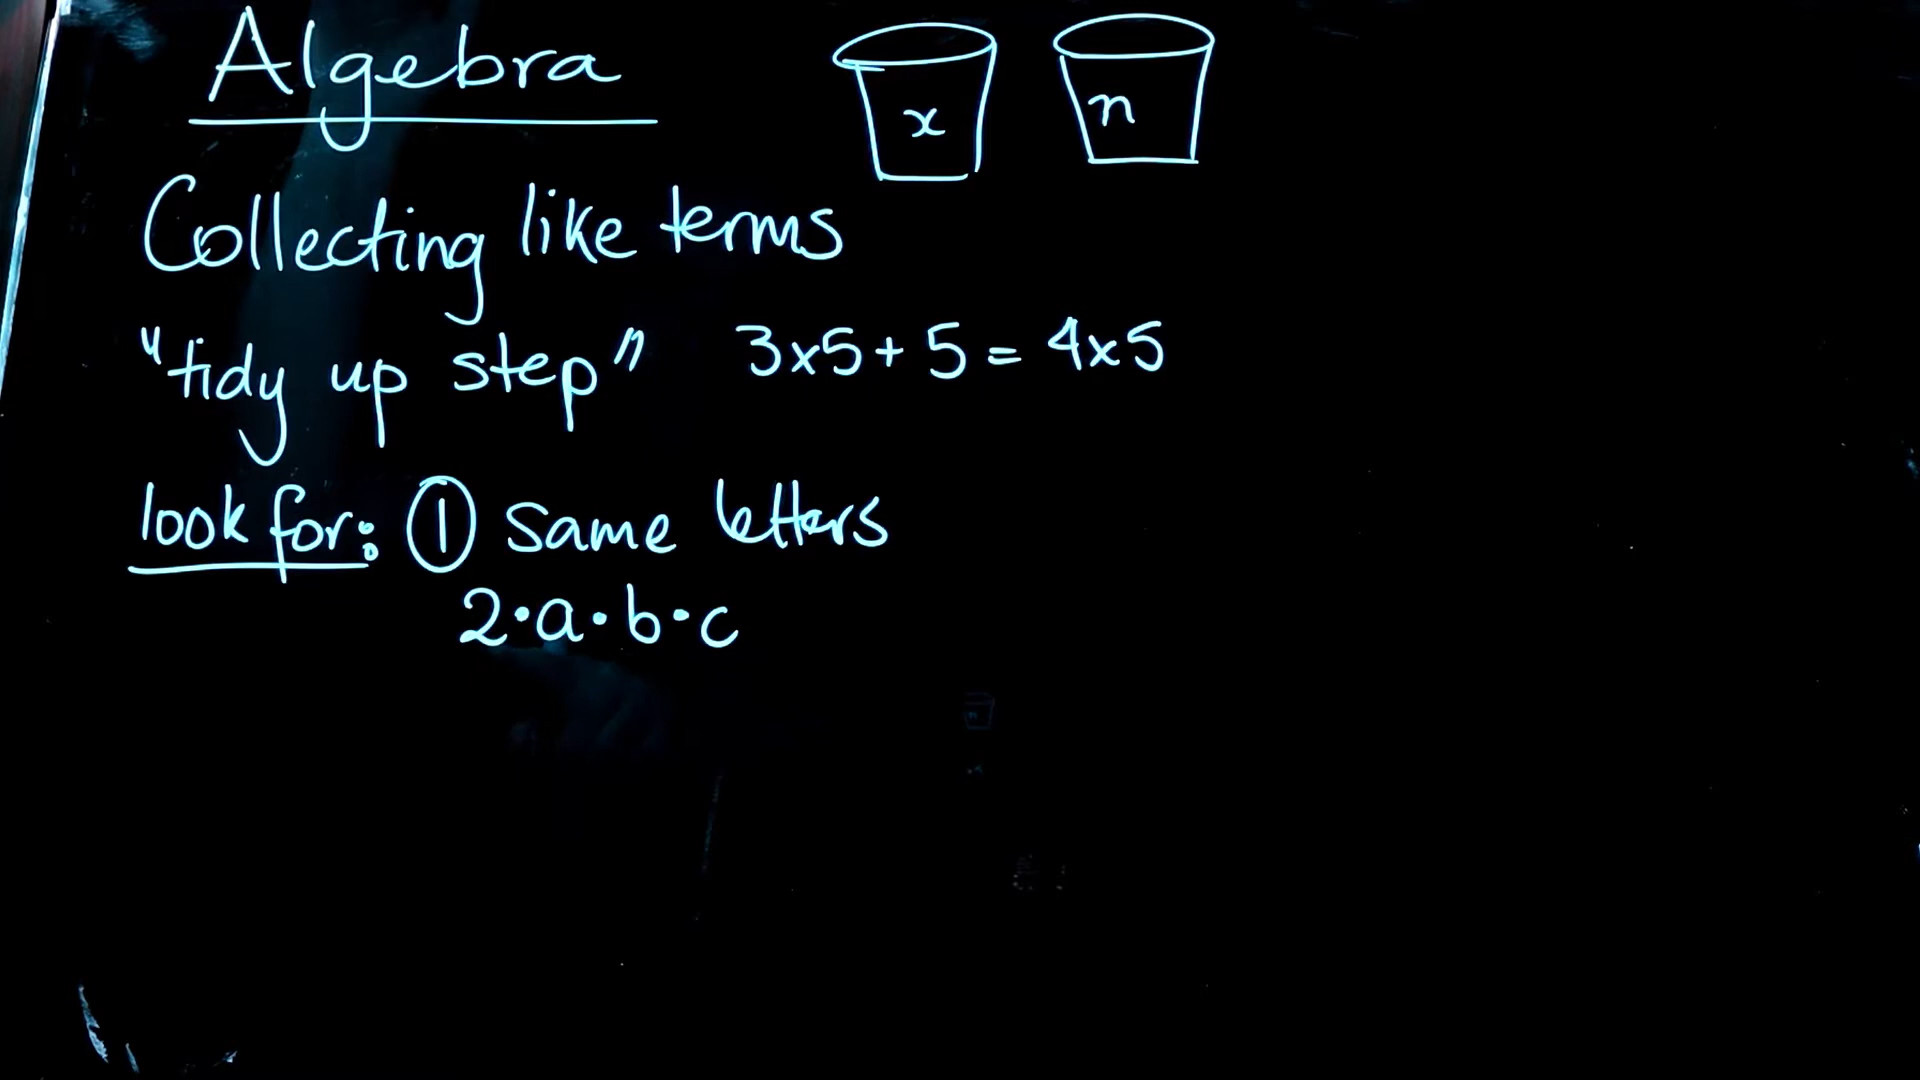 Algebra
x n
Collecting like terms
"tidy up step" 3x5+5=4x5
look for: ① same letters
2·a·b·c